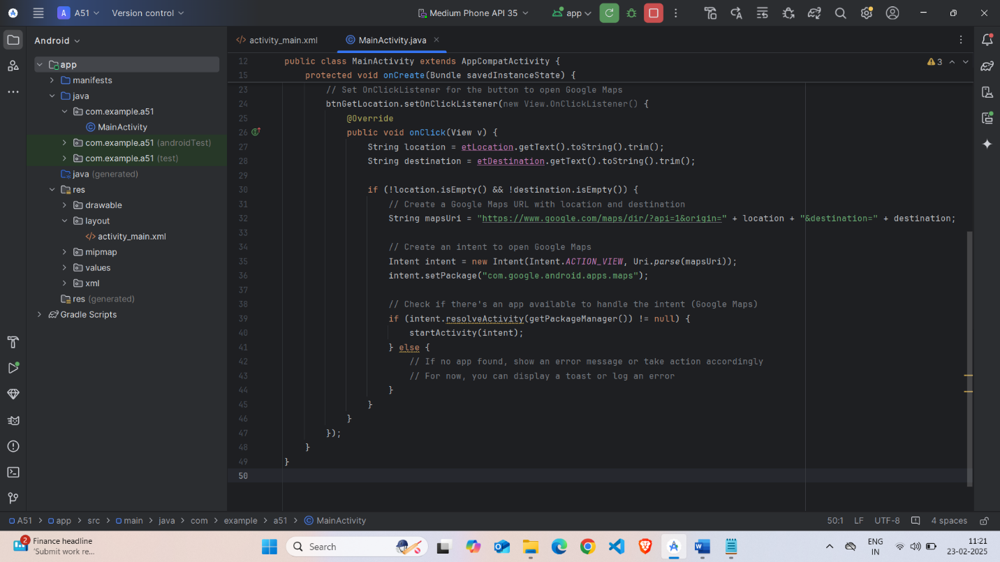 A A51 Version control
Medium Phone API 35 app
Android
activity_main.xml MainActivity.java
app
manifests
java
com.example.a51
MainActivity
com.example.a51 (androidTest)
com.example.a51 (test)
java (generated)
res
drawable
layout
activity_main.xml
mipmap
values
xml
res (generated)
Gradle Scripts
3
12 public class MainActivity extends AppCompatActivity {
15     protected void onCreate(Bundle savedInstanceState) {
23         // Set OnClickListener for the button to open Google Maps
24         btnGetLocation.setOnClickListener(new View.OnClickListener() {
25             @Override
26             public void onClick(View v) {
27                 String location = etLocation.getText().toString().trim();
28                 String destination = etDestination.getText().toString().trim();
29
30                 if (!location.isEmpty() && !destination.isEmpty()) {
31                     // Create a Google Maps URL with location and destination
32                     String mapsUri = "https://www.google.com/maps/dir/?api=1&origin=" + location + "&destination=" + destination;
33
34                     // Create an intent to open Google Maps
35                     Intent intent = new Intent(Intent.ACTION_VIEW, Uri.parse(mapsUri));
36                     intent.setPackage("com.google.android.apps.maps");
37
38                     // Check if there's an app available to handle the intent (Google Maps)
39                     if (intent.resolveActivity(getPackageManager()) != null) {
40                         startActivity(intent);
41                     } else {
42                         // If no app found, show an error message or take action accordingly
43                         // For now, you can display a toast or log an error
44                     }
45                 }
46             }
47         });
48     }
49 }
50
A51 > app > src > main > java > com > example > a51 > MainActivity
50:1 LF UTF-8 4 spaces
2
Finance headline
'Submit work re...
Search
ENG
IN
11:21
23-02-2025